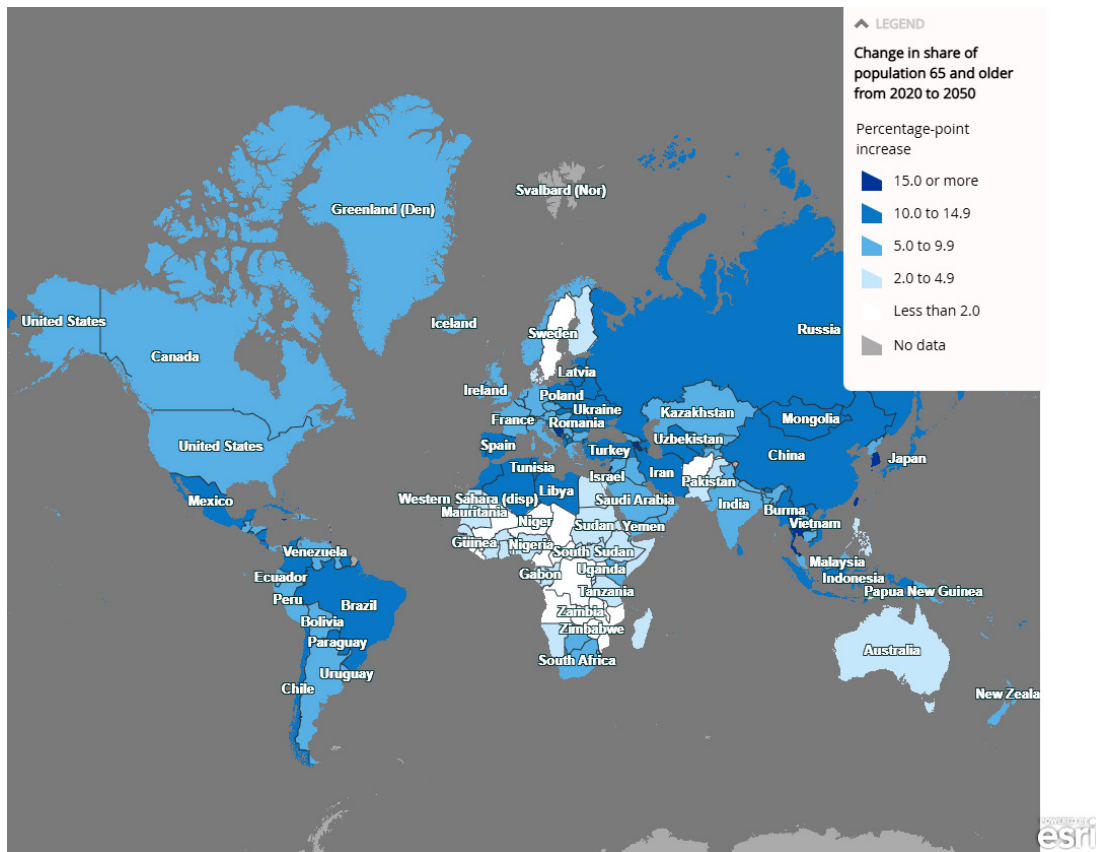 LEGEND
Change in share of
population 65 and older
from 2020 to 2050
Percentage-point
increase
15.0 or more
10.0 to 14.9
5.0 to 9.9
2.0 to 4.9
Less than 2.0
No data
Svalbard (Nor)
Greenland (Den)
United States
Iceland
Russia
Sweden
Canada
Latvia
Ireland
Poland
Ukraine
Kazakhstan
France
Romania
Mongolia
United States
Spain
Uzbekistan
Turkey
China
Japan
Tunisia
Iran
Israel
Pakistan
Libya
Mexico
Western Sahara (disp)
Saudi Arabia
India
Mauritania
Burma
Niger
Sudan
Yemen
Vietnam
Guinea
Nigeria
Venezuela
South Sudan
Malaysia
Uganda
Ecuador
Gabon
Indonesia
Peru
Tanzania
Papua New Guinea
Brazil
Zambia
Bolivia
Zimbabwe
Paraguay
Australia
South Africa
Uruguay
Chile
New Zeala
POWERED BY
esri